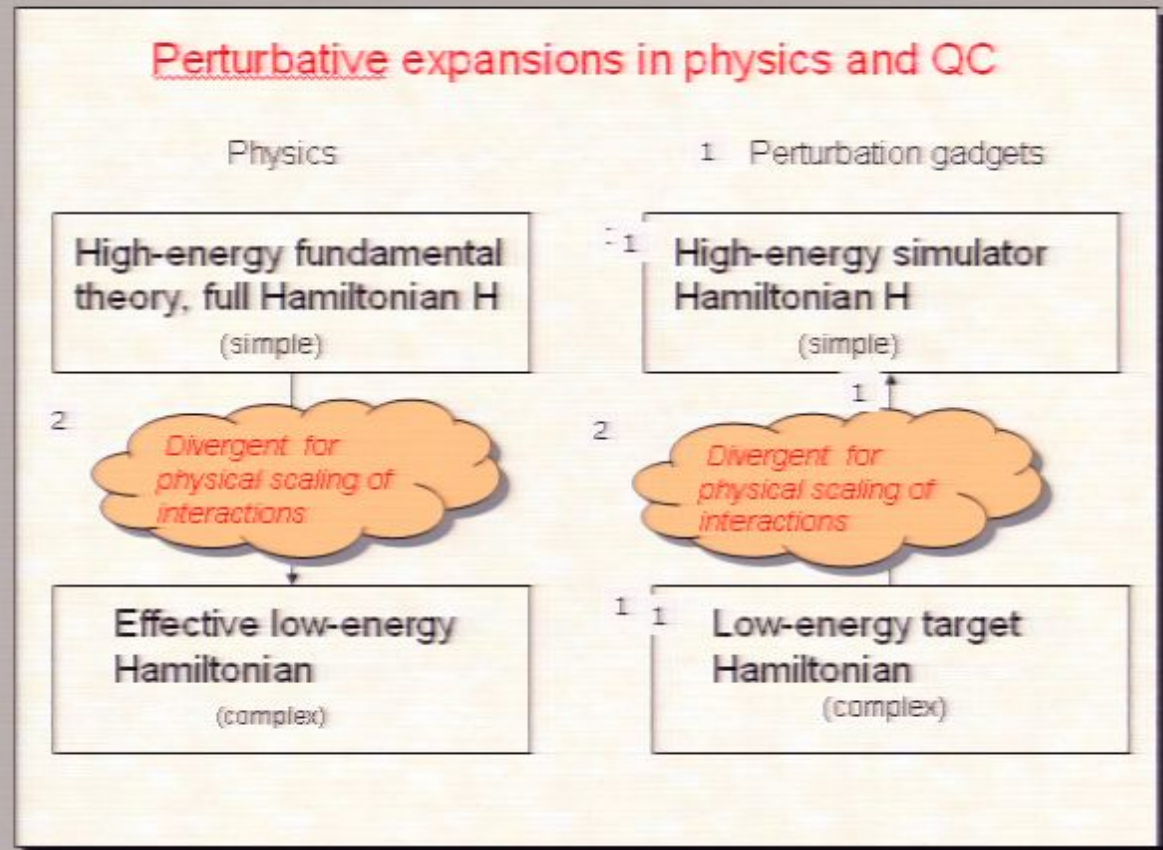 Perturbative expansions in physics and QC
Physics
1 Perturbation gadgets
High-energy fundamental
theory, full Hamiltonian H
(simple)
1
High-energy simulator
Hamiltonian H
(simple)
1
2
Divergent for
physical scaling of
interactions
2
Divergent for
physical scaling of
interactions
Effective low-energy
Hamiltonian
(complex)
1 1
Low-energy target
Hamiltonian
(complex)